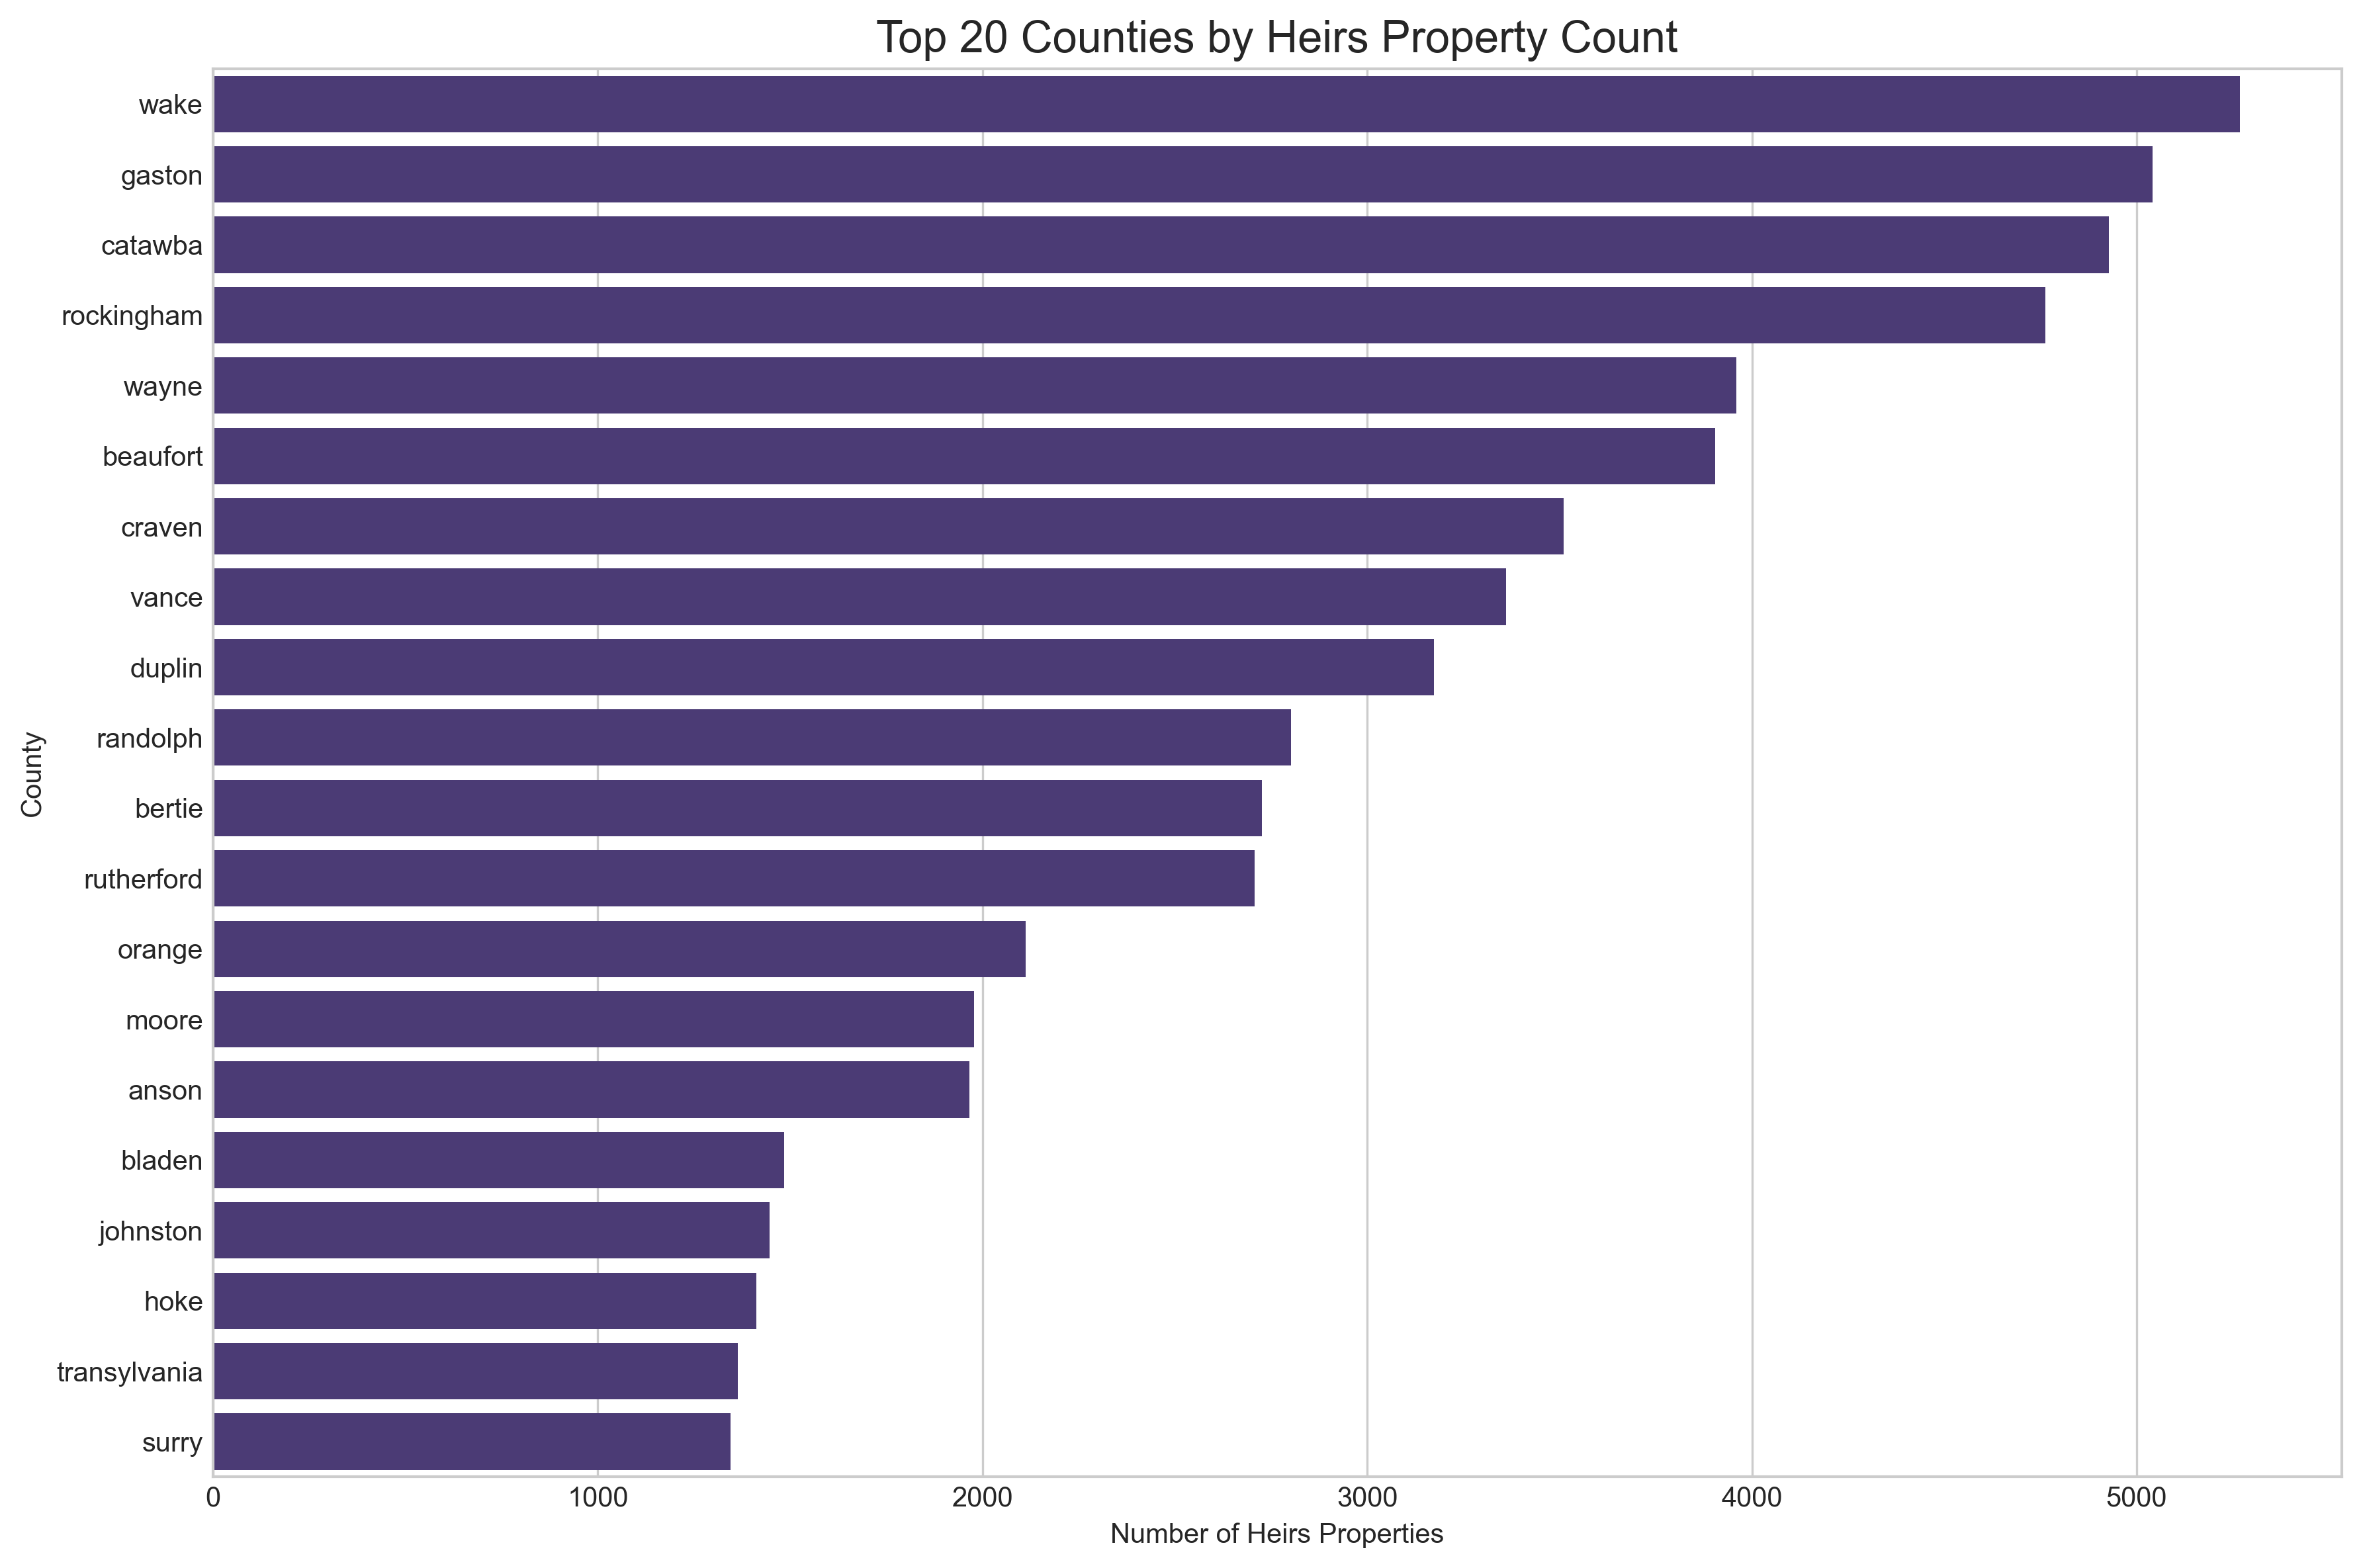 Top 20 Counties by Heirs Property Count
County
wake
gaston
catawba
rockingham
wayne
beaufort
craven
vance
duplin
randolph
bertie
rutherford
orange
moore
anson
bladen
johnston
hoke
transylvania
surry
0 1000 2000 3000 4000 5000
Number of Heirs Properties